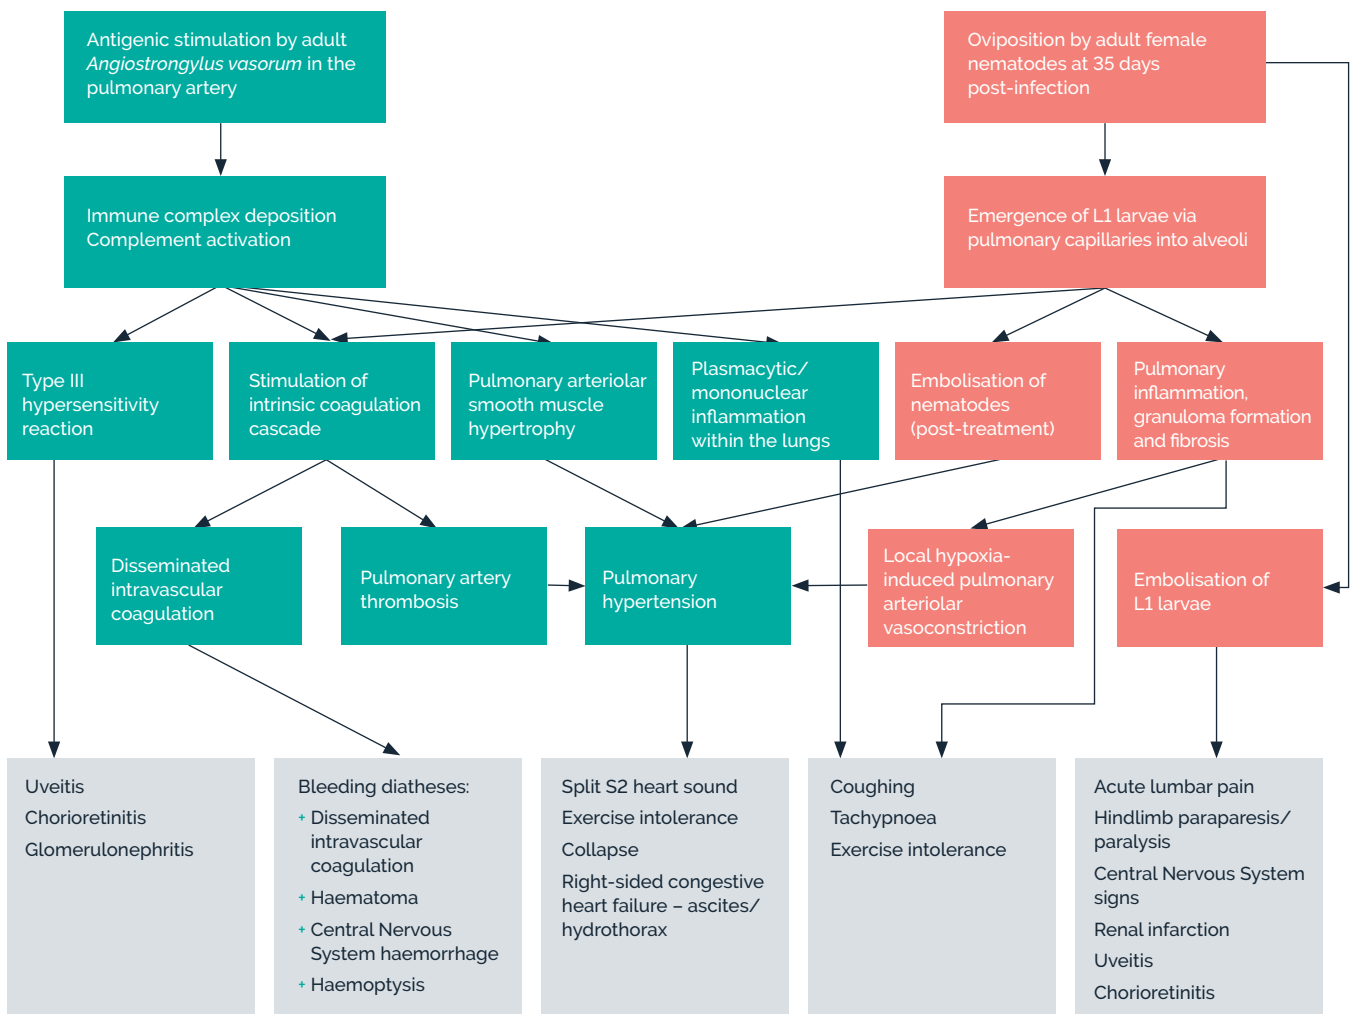 Antigenic stimulation by adult
Angiostrongylus vasorum in the
pulmonary artery
Oviposition by adult female
nematodes at 35 days
post-infection
Immune complex deposition
Complement activation
Emergence of L1 larvae via
pulmonary capillaries into alveoli
Type III
hypersensitivity
reaction
Stimulation of
intrinsic coagulation
cascade
Pulmonary arteriolar
smooth muscle
hypertrophy
Plasmacytic/
mononuclear
inflammation
within the lungs
Embolisation of
nematodes
(post-treatment)
Pulmonary
inflammation,
granuloma formation
and fibrosis
Disseminated
intravascular
coagulation
Pulmonary artery
thrombosis
Pulmonary
hypertension
Local hypoxia-
induced pulmonary
arteriolar
vasoconstriction
Embolisation of
L1 larvae
Uveitis
Chorioretinitis
Glomerulonephritis
Bleeding diatheses:
+ Disseminated
intravascular
coagulation
+ Haematoma
+ Central Nervous
System haemorrhage
+ Haemoptysis
Split S2 heart sound
Exercise intolerance
Collapse
Right-sided congestive
heart failure – ascites/
hydrothorax
Coughing
Tachypnoea
Exercise intolerance
Acute lumbar pain
Hindlimb paraparesis/
paralysis
Central Nervous System
signs
Renal infarction
Uveitis
Chorioretinitis